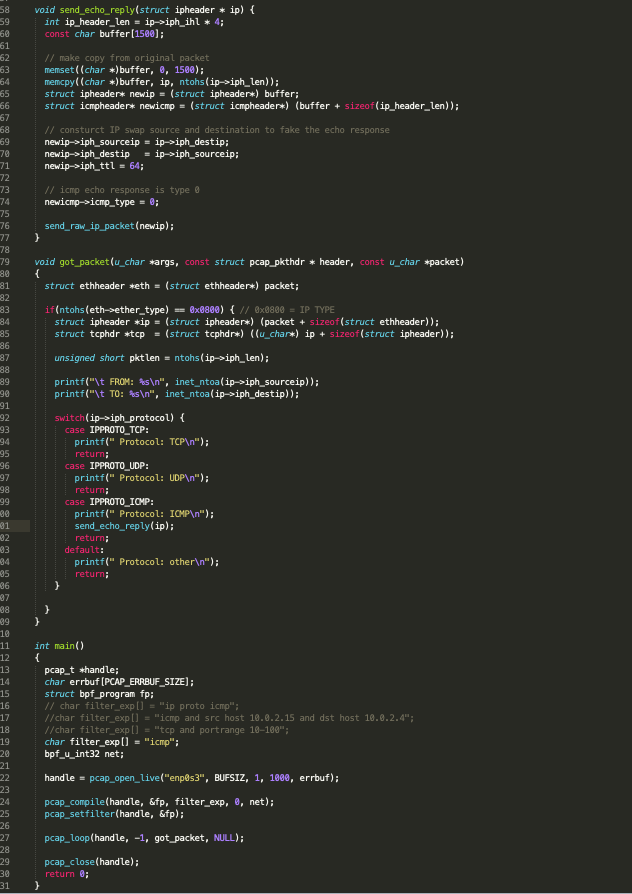 58 void send_echo_reply(struct ipheader * ip) {
59 int ip_header_len = ip->iph_ihl * 4;
60 const char buffer[1500];
61
62 // make copy from original packet
63 memset((char *)buffer, 0, 1500);
64 memcpy((char *)buffer, ip, ntohs(ip->iph_len));
65 struct ipheader* newip = (struct ipheader*) buffer;
66 struct icmpheader* newicmp = (struct icmpheader*) (buffer + sizeof(ip_header_len));
67
68 // consturct IP swap source and destination to fake the echo response
69 newip->iph_sourceip = ip->iph_destip;
70 newip->iph_destip = ip->iph_sourceip;
71 newip->iph_ttl = 64;
72
73 // icmp echo response is type 0
74 newicmp->icmp_type = 0;
75
76 send_raw_ip_packet(newip);
77 }
78
79 void got_packet(u_char *args, const struct pcap_pkthdr * header, const u_char *packet)
80 {
81 struct ethheader *eth = (struct ethheader*) packet;
82
83 if(ntohs(eth->ether_type) == 0x0800) { // 0x0800 = IP TYPE
84 struct ipheader *ip = (struct ipheader*) (packet + sizeof(struct ethheader));
85 struct tcphdr *tcp = (struct tcphdr*) ((u_char*) ip + sizeof(struct ipheader));
86
87 unsigned short pktlen = ntohs(ip->iph_len);
88
89 printf("\t FROM: %s\n", inet_ntoa(ip->iph_sourceip));
90 printf("\t TO: %s\n", inet_ntoa(ip->iph_destip));
91
92 switch(ip->iph_protocol) {
93 case IPPROTO_TCP:
94 printf(" Protocol: TCP\n");
95 return;
96 case IPPROTO_UDP:
97 printf(" Protocol: UDP\n");
98 return;
99 case IPPROTO_ICMP:
00 printf(" Protocol: ICMP\n");
01 send_echo_reply(ip);
02 return;
03 default:
04 printf(" Protocol: other\n");
05 return;
06 }
07
08 }
09 }
10
11 int main()
12 {
13 pcap_t *handle;
14 char errbuf[PCAP_ERRBUF_SIZE];
15 struct bpf_program fp;
16 // char filter_exp[] = "ip proto icmp";
17 //char filter_exp[] = "icmp and src host 10.0.2.15 and dst host 10.0.2.4";
18 //char filter_exp[] = "tcp and portrange 10-100";
19 char filter_exp[] = "icmp";
20 bpf_u_int32 net;
21
22 handle = pcap_open_live("enp0s3", BUFSIZ, 1, 1000, errbuf);
23
24 pcap_compile(handle, &fp, filter_exp, 0, net);
25 pcap_setfilter(handle, &fp);
26
27 pcap_loop(handle, -1, got_packet, NULL);
28
29 pcap_close(handle);
30 return 0;
31 }